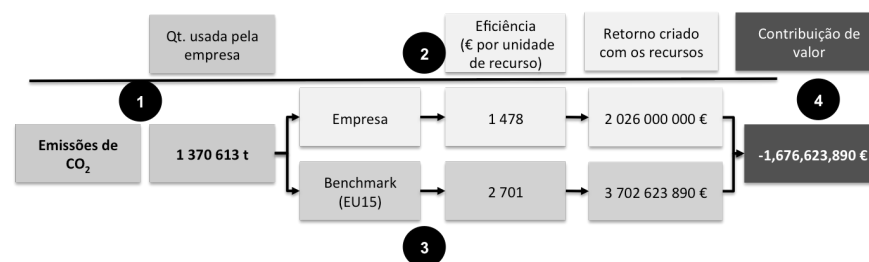 Qt. usada pela
empresa
2
Eficiência
(€ por unidade
de recurso)
Retorno criado
com os recursos
Contribuição de
valor
1
4
Emissões de
CO₂
1 370 613 t
Empresa
1 478
2 026 000 000 €
-1,676,623,890 €
Benchmark
(EU15)
2 701
3 702 623 890 €
3